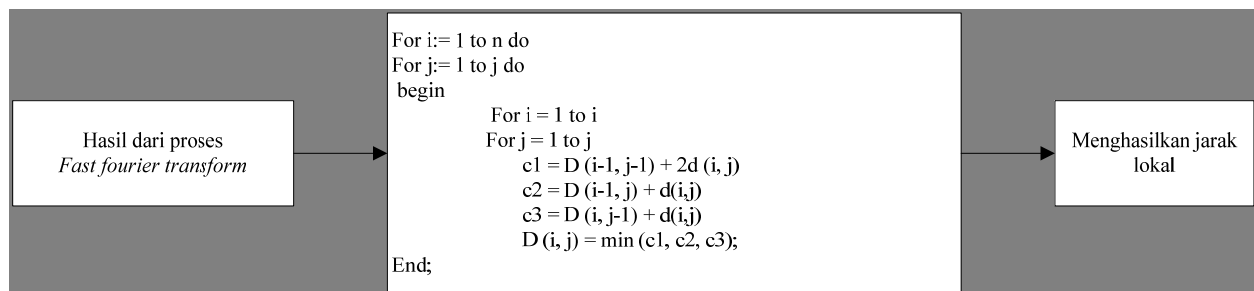 Hasil dari proses
Fast fourier transform
For i:= 1 to n do
For j:= 1 to j do
begin
For i = 1 to i
For j = 1 to j
c1 = D (i-1, j-1) + 2d (i, j)
c2 = D (i-1, j) + d(i,j)
c3 = D (i, j-1) + d(i,j)
D (i, j) = min (c1, c2, c3);
End;
Menghasilkan jarak
lokal